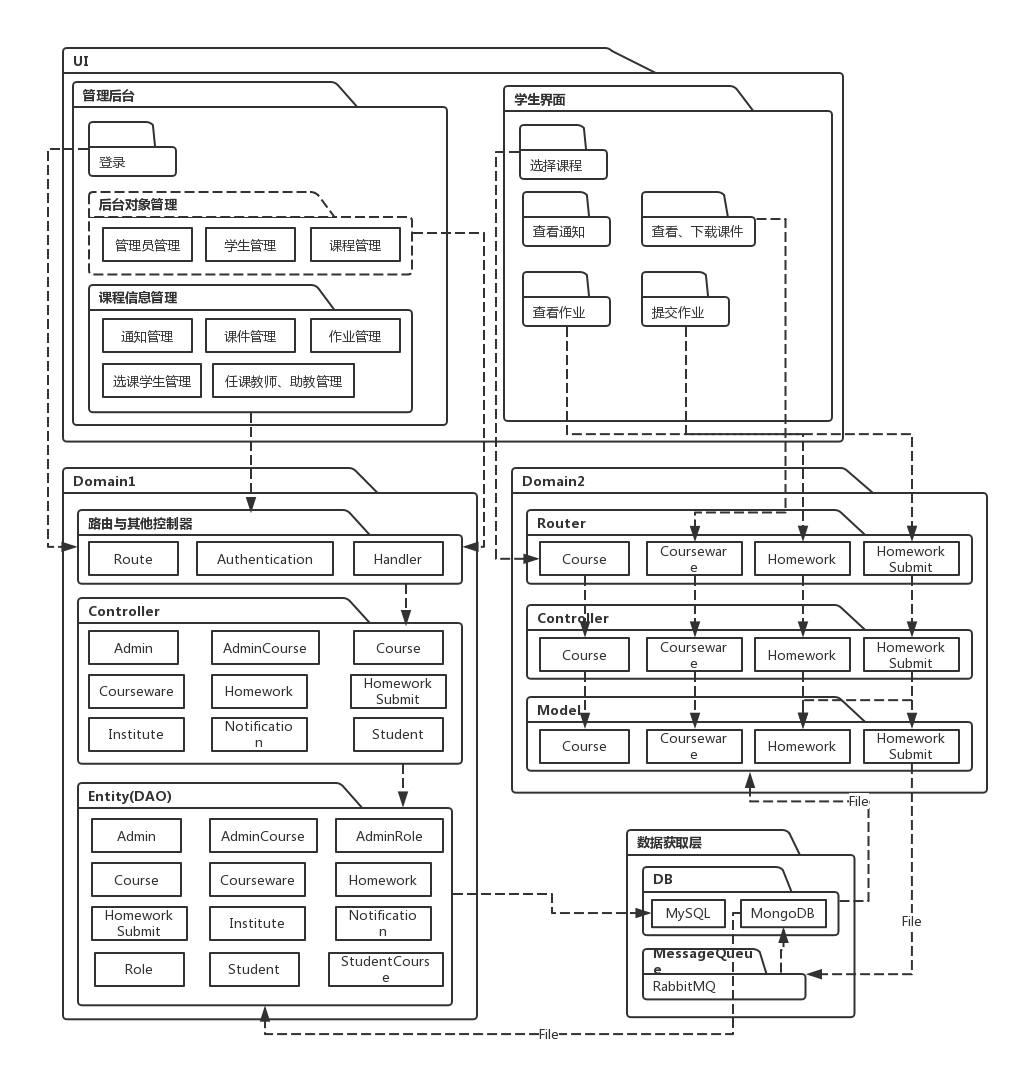 UI
管理后台
登录
后台对象管理
管理员管理
学生管理
课程管理
课程信息管理
通知管理
课件管理
作业管理
选课学生管理
任课教师、助教管理
学生界面
选择课程
查看通知
查看、下载课件
查看作业
提交作业
Domain1
路由与其他控制器
Route
Authentication
Handler
Controller
Admin
AdminCourse
Course
Courseware
Homework
Homework
Submit
Institute
Notificatio
n
Student
Entity(DAO)
Admin
AdminCourse
AdminRole
Course
Courseware
Homework
Homework
Submit
Institute
Notificatio
n
Role
Student
StudentCours
e
Domain2
Router
Course
Coursewar
e
Homework
Homework
Submit
Controller
Course
Coursewar
e
Homework
Homework
Submit
Model
Course
Coursewar
e
Homework
Homework
Submit
File
数据获取层
DB
MySQL
MongoDB
File
MessageQueu
e
RabbitMQ
File